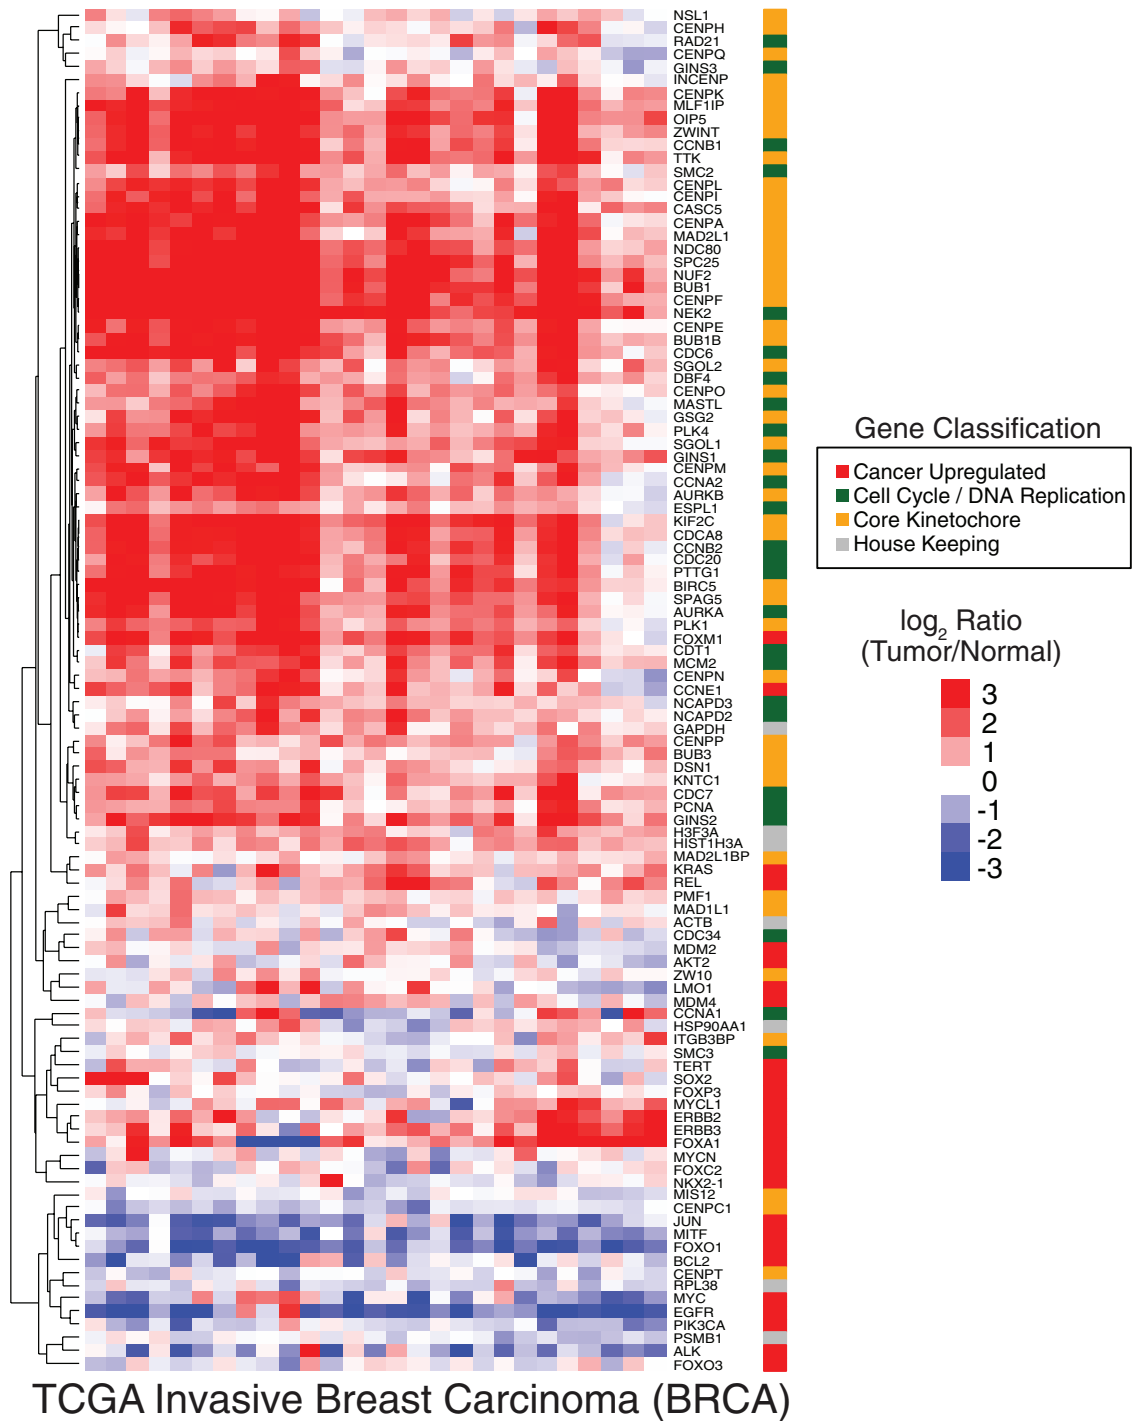 NSL1
CENPH
RAD21
CENPQ
GINS3
INCENP
CENPK
MLF1IP
OIP5
ZWINT
CCNB1
TTK
SMC2
CENPL
CENPI
CASC5
CENPA
MAD2L1
NDC80
SPC25
NUF2
BUB1
CENPF
NEK2
CENPE
BUB1B
CDC6
SGOL2
DBF4
CENPO
MASTL
GSG2
PLK4
SGOL1
GINS1
CENPM
CCNA2
AURKB
ESPL1
KIF2C
CDCA8
CCNB2
CDC20
PTTG1
BIRC5
SPAG5
AURKA
PLK1
FOXM1
CDT1
MCM2
CENPN
CCNE1
NCAPD3
NCAPD2
GAPDH
CENPP
BUB3
DSN1
KNTC1
CDC7
PCNA
GINS2
H3F3A
HIST1H3A
MAD2L1BP
KRAS
REL
PMF1
MAD1L1
ACTB
CDC34
MDM2
AKT2
ZW10
LMO1
MDM4
CCNA1
HSP90AA1
ITGB3BP
SMC3
TERT
SOX2
FOXP3
MYCL1
ERBB2
ERBB3
FOXA1
MYCN
FOXC2
NKX2-1
MIS12
CENPC1
JUN
MITF
FOXO1
BCL2
CENPT
RPL38
MYC
EGFR
PIK3CA
PSMB1
ALK
FOXO3
Gene Classification
Cancer Upregulated
Cell Cycle / DNA Replication
Core Kinetochore
House Keeping
log2 Ratio
(Tumor/Normal)
3
2
1
0
-1
-2
-3
TCGA Invasive Breast Carcinoma (BRCA)